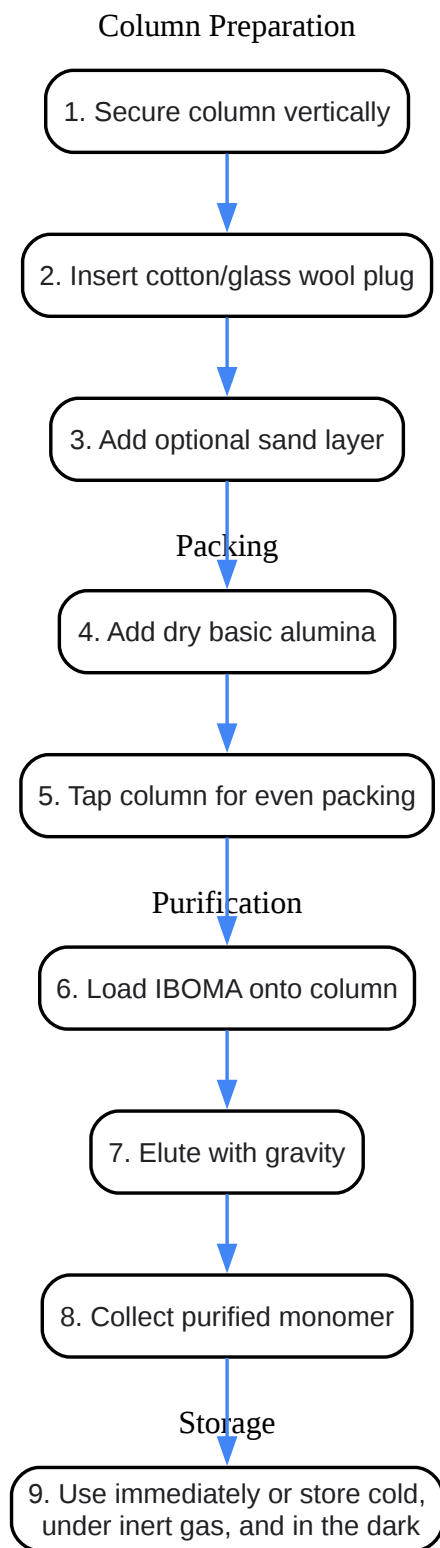 Column Preparation
1. Secure column vertically
2. Insert cotton/glass wool plug
3. Add optional sand layer
Packing
4. Add dry basic alumina
5. Tap column for even packing
Purification
6. Load IBOMA onto column
7. Elute with gravity
8. Collect purified monomer
Storage
9. Use immediately or store cold,
under inert gas, and in the dark